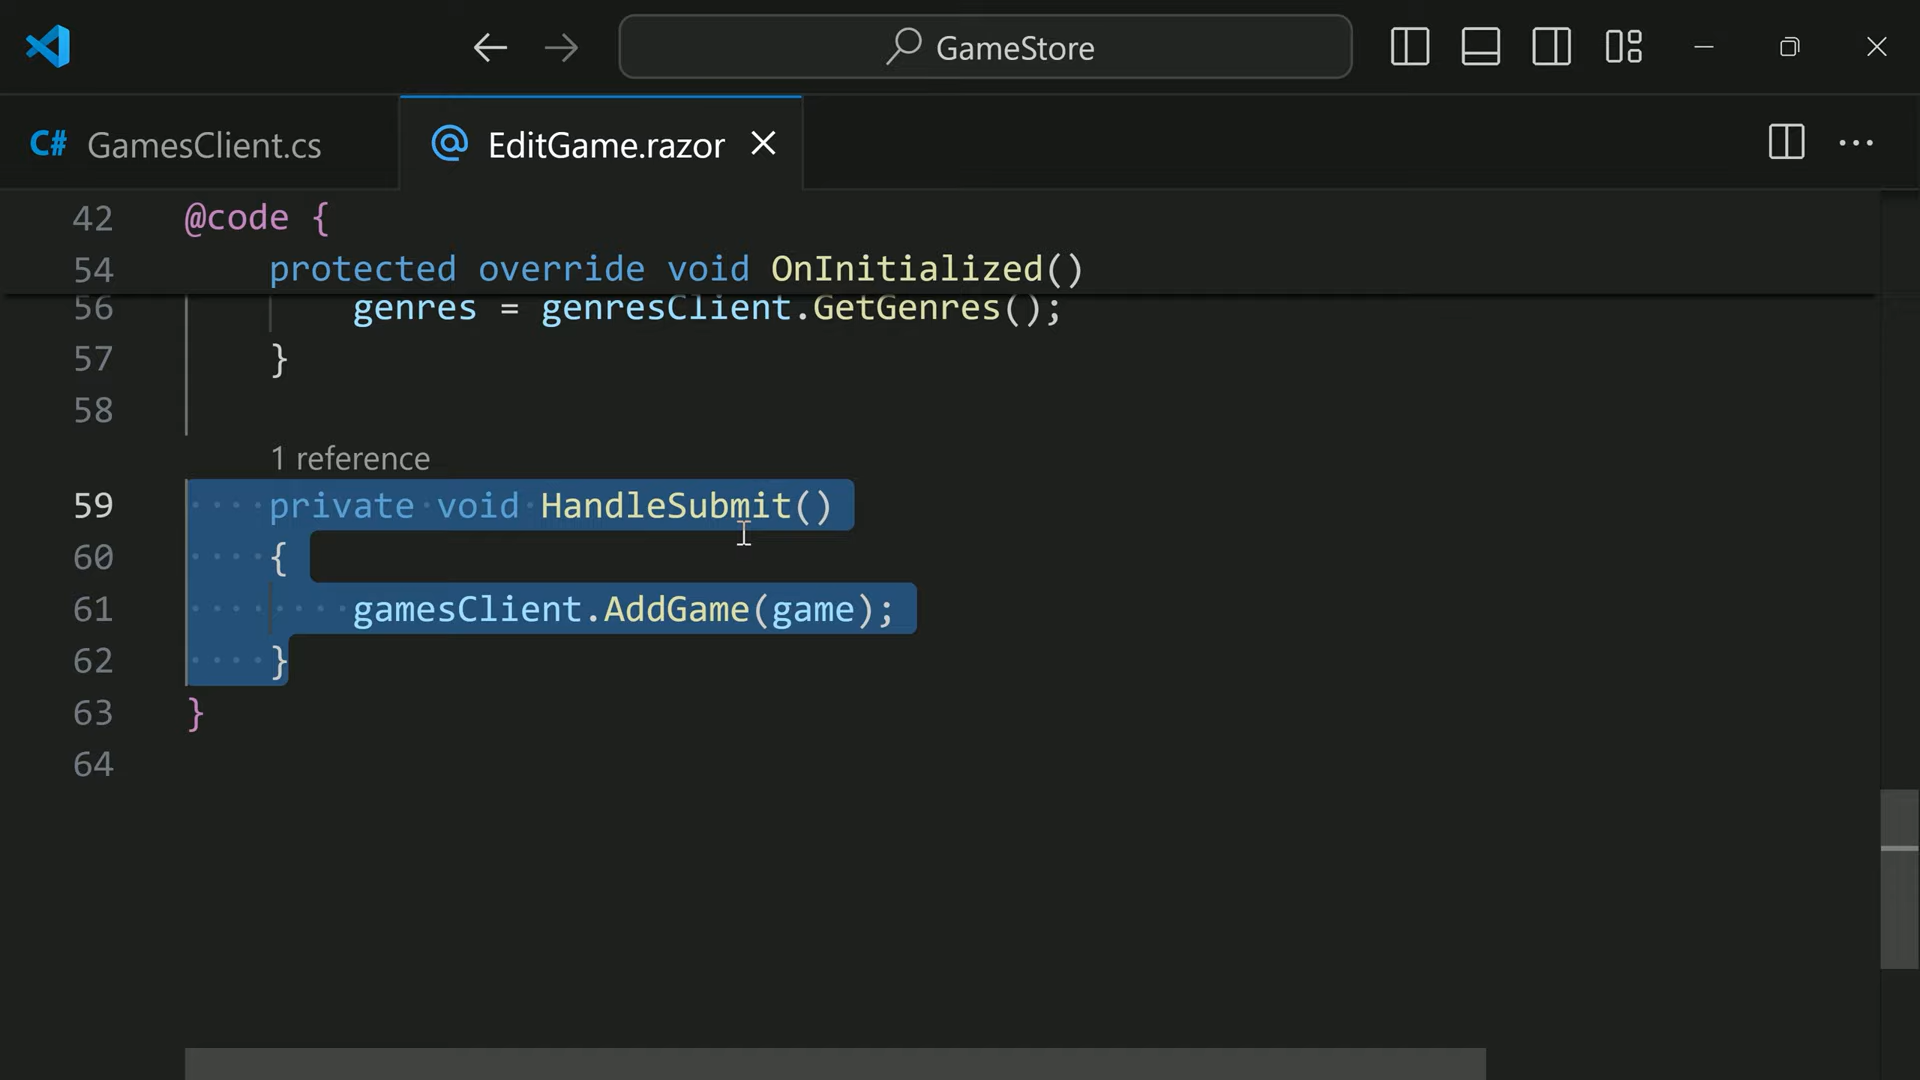 GameStore
C# GamesClient.cs
@ EditGame.razor
42 @code {
54 protected override void OnInitialized()
56 genres = genresClient.GetGenres();
57 }
58
1 reference
59 private void HandleSubmit()
60 {
61 gamesClient.AddGame(game);
62 }
63 }
64